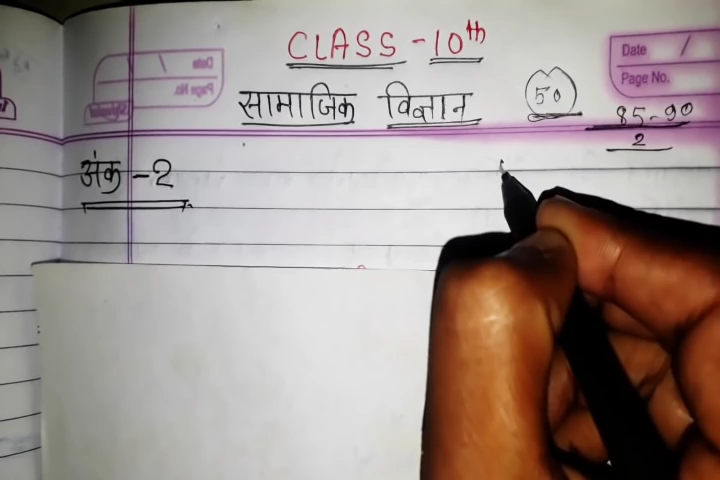 CLASS - 10th
Date /
Page No.
सामाजिक विज्ञान 50 85-90
2
अंक - 2